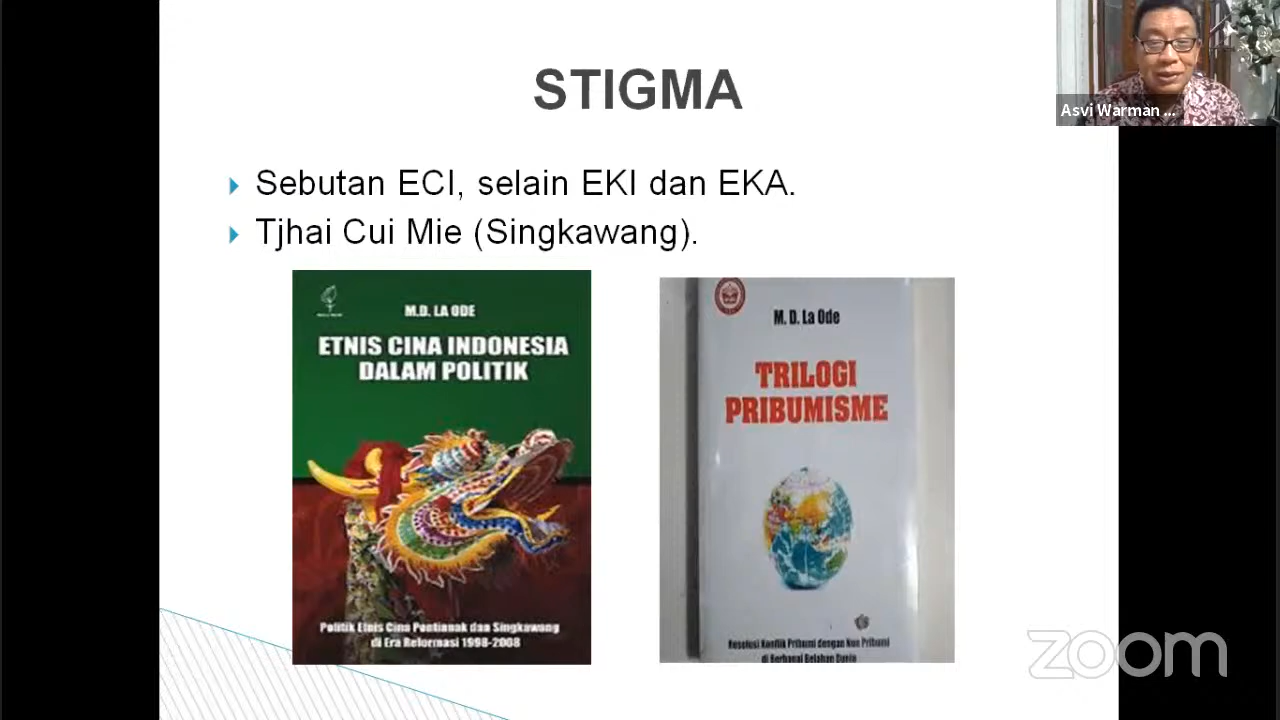 STIGMA
Asvi Warman ...
Sebutan ECI, selain EKI dan EKA.
Tjhai Cui Mie (Singkawang).
M.D. LA ODE
ETNIS CINA INDONESIA
DALAM POLITIK
Politik Etnis Cina Pontianak dan Singkawang
di Era Reformasi 1998-2008
M. D. La Ode
TRILOGI
PRIBUMISME
Resolusi Konflik Pribumi dengan Non Pribumi
di Berbagai Belahan Dunia
zoom